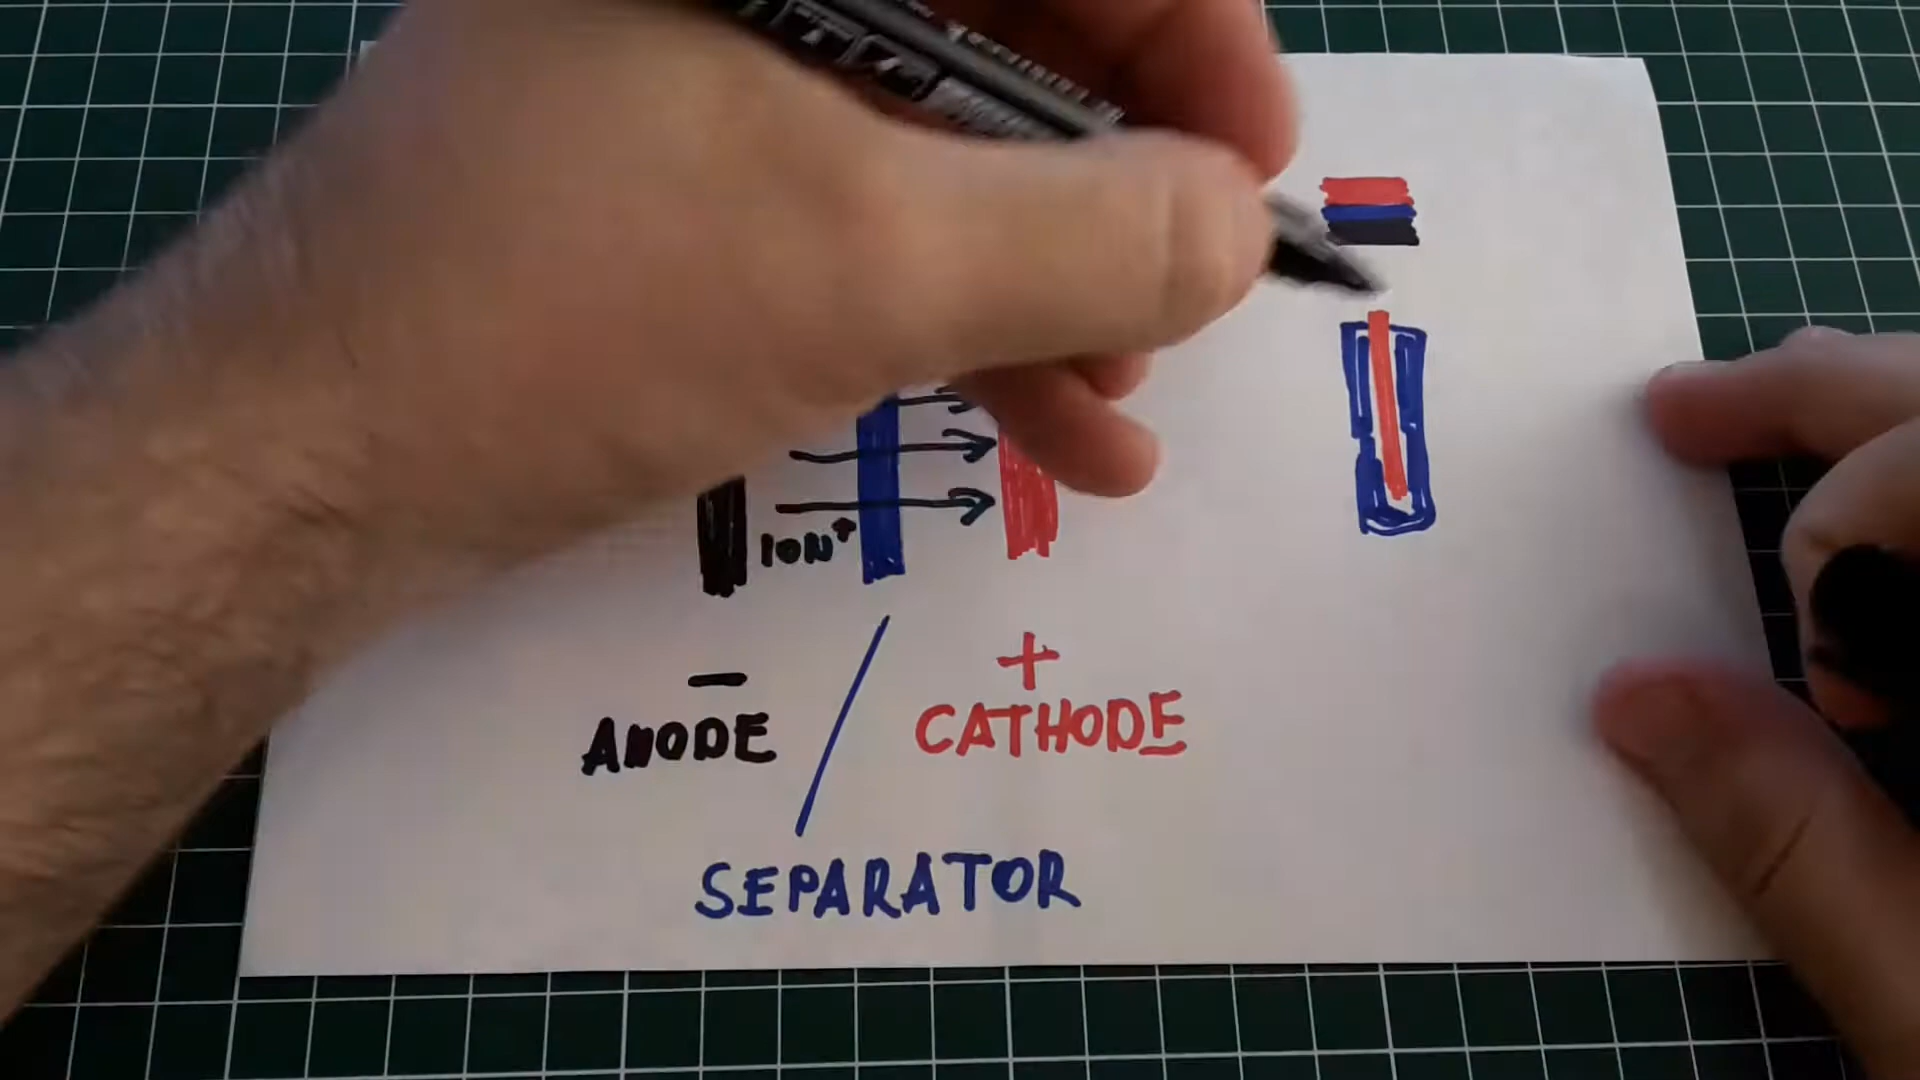 ION+
−
+
ANODE
CATHODE
SEPARATOR